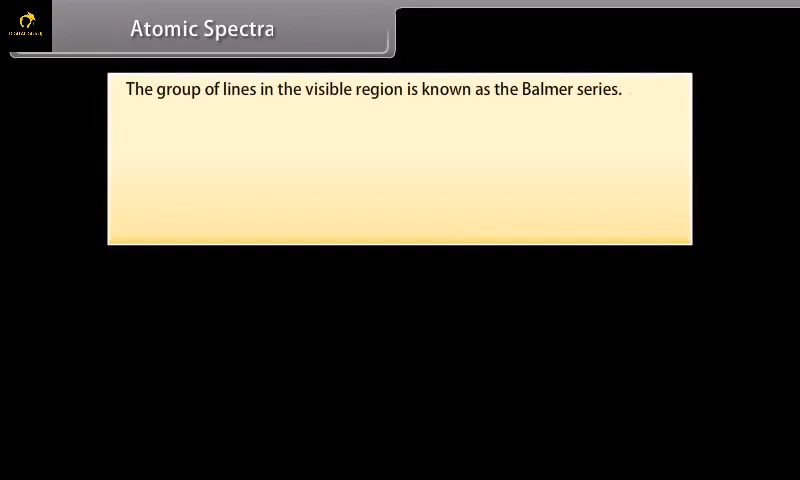 Atomic Spectra
The group of lines in the visible region is known as the Balmer series.